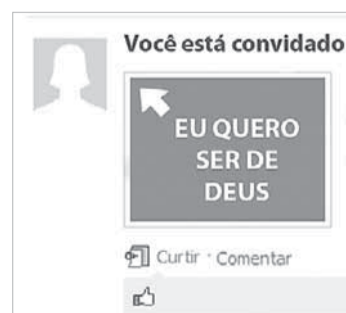 Você está convidado
EU QUERO
SER DE
DEUS
Curtir · Comentar